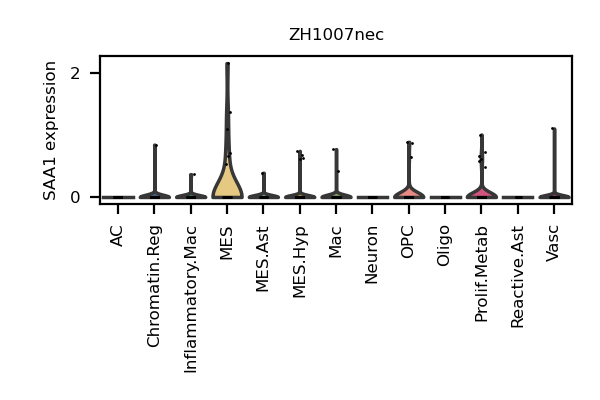 ZH1007nec
SAA1 expression
2
0
AC
Chromatin.Reg
Inflammatory.Mac
MES
MES.Ast
MES.Hyp
Mac
Neuron
OPC
Oligo
Prolif.Metab
Reactive.Ast
Vasc